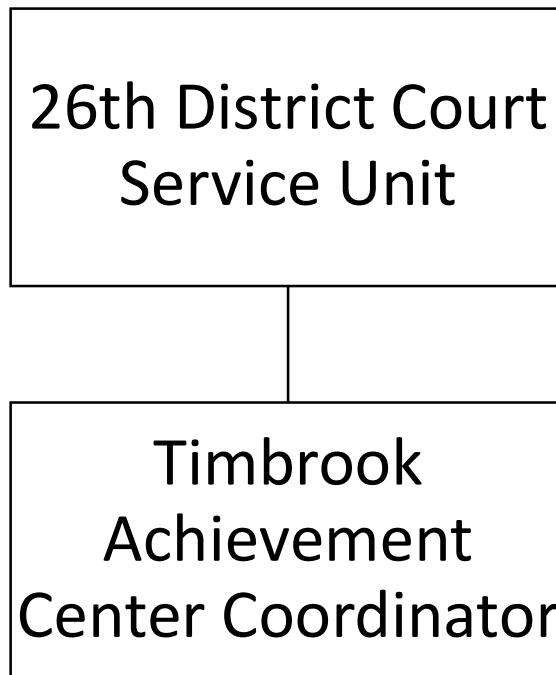 26th District Court
Service Unit
Timbrook
Achievement
Center Coordinator